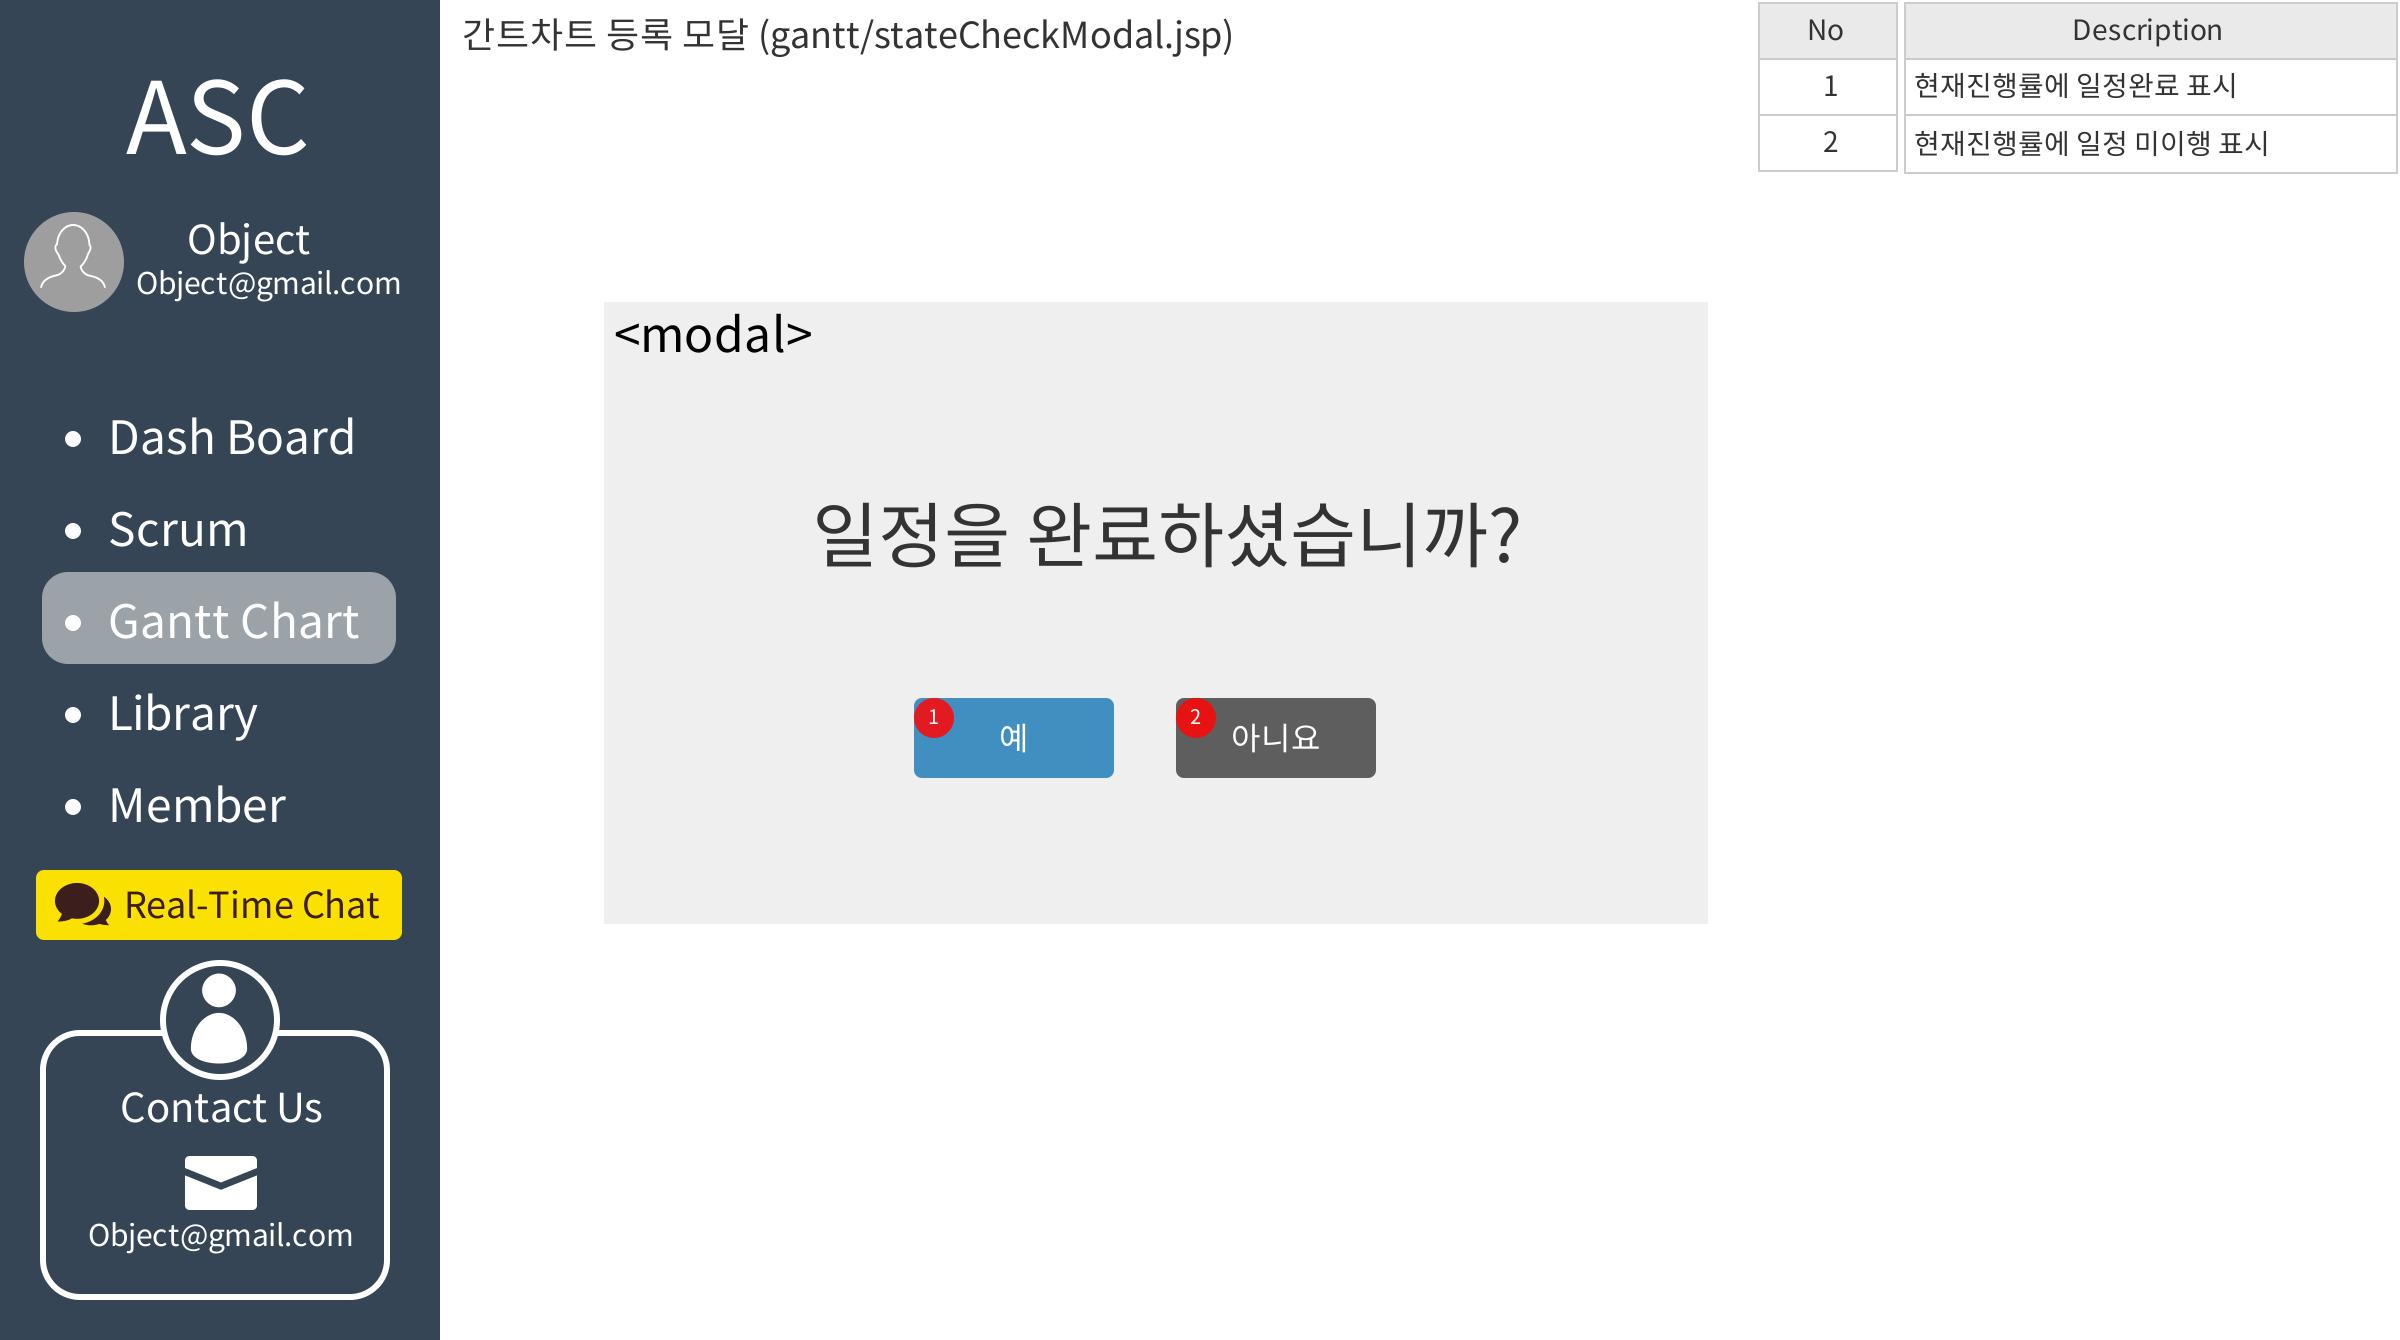 ASC
Object
Object@gmail.com
Dash Board
Scrum
Gantt Chart
Library
Member
Real-Time Chat
Contact Us
Object@gmail.com
간트차트 등록 모달 (gantt/stateCheckModal.jsp)
<modal>
일정을 완료하셨습니까?
1 예
2 아니요
No Description
1 현재진행률에 일정완료 표시
2 현재진행률에 일정 미이행 표시